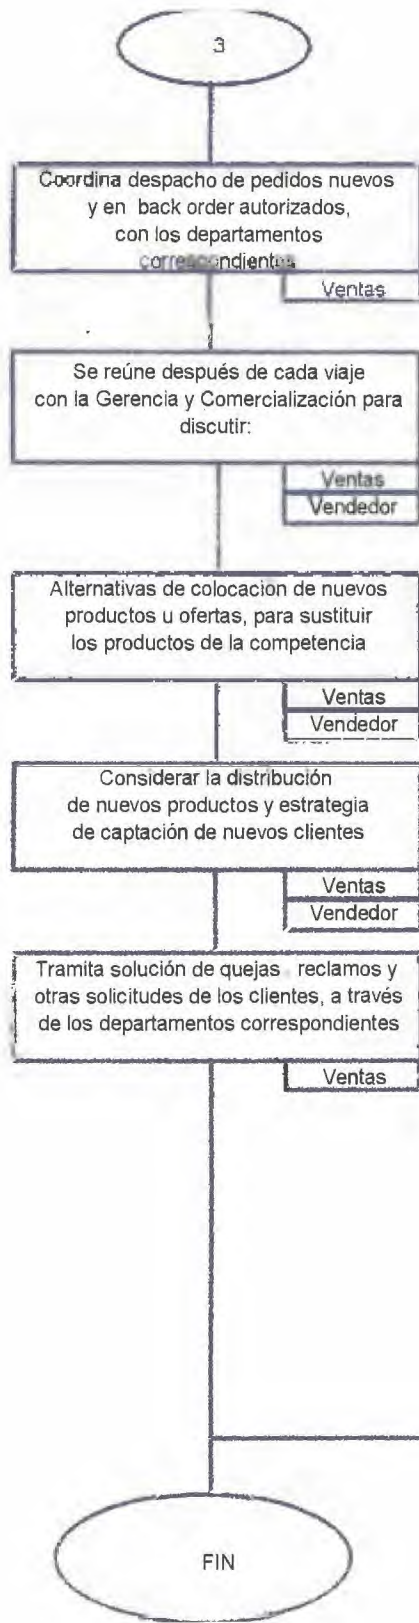 3
Coordina despacho de pedidos nuevos
y en back order autorizados,
con los departamentos
correspondientes
Ventas
Se reúne después de cada viaje
con la Gerencia y Comercialización para
discutir:
Ventas
Vendedor
Alternativas de colocacion de nuevos
productos u ofertas, para sustituir
los productos de la competencia
Ventas
Vendedor
Considerar la distribución
de nuevos productos y estrategia
de captación de nuevos clientes
Ventas
Vendedor
Tramita solución de quejas reclamos y
otras solicitudes de los clientes, a través
de los departamentos correspondientes
Ventas
FIN